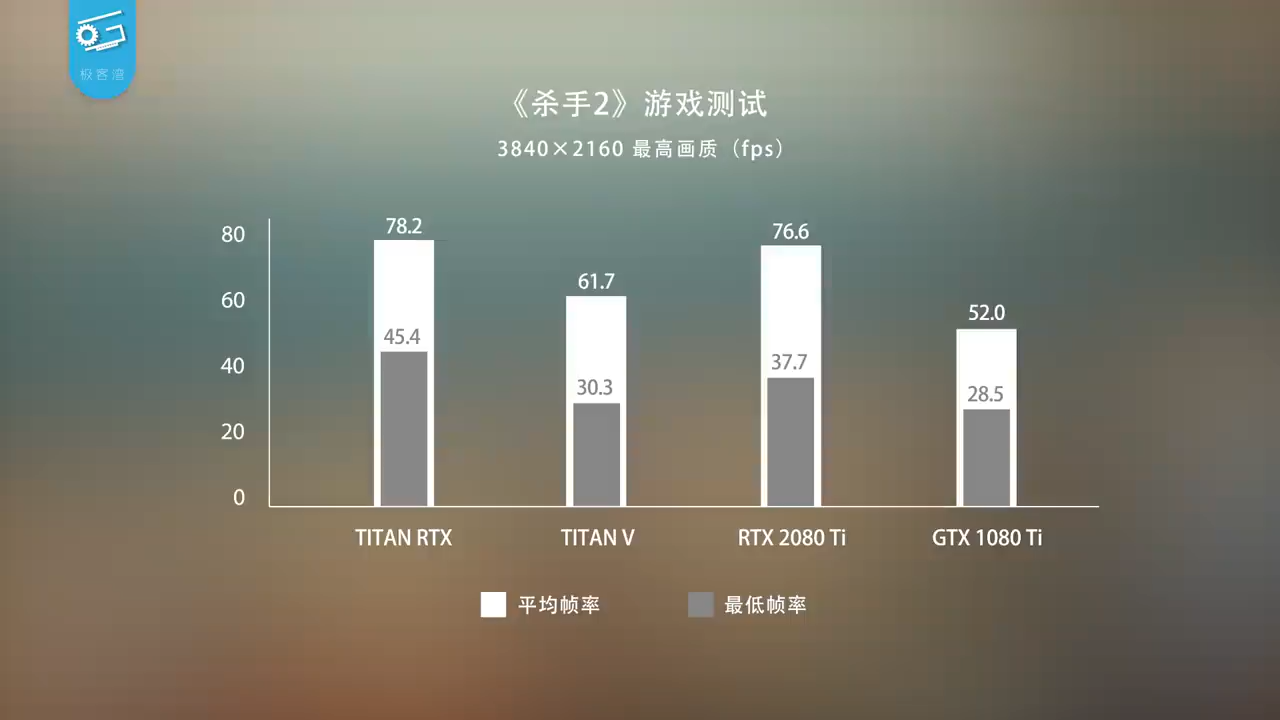 极客湾
《杀手2》游戏测试
3840×2160 最高画质（fps）
80
60
40
20
0
78.2
45.4
61.7
30.3
76.6
37.7
52.0
28.5
TITAN RTX
TITAN V
RTX 2080 Ti
GTX 1080 Ti
平均帧率
最低帧率